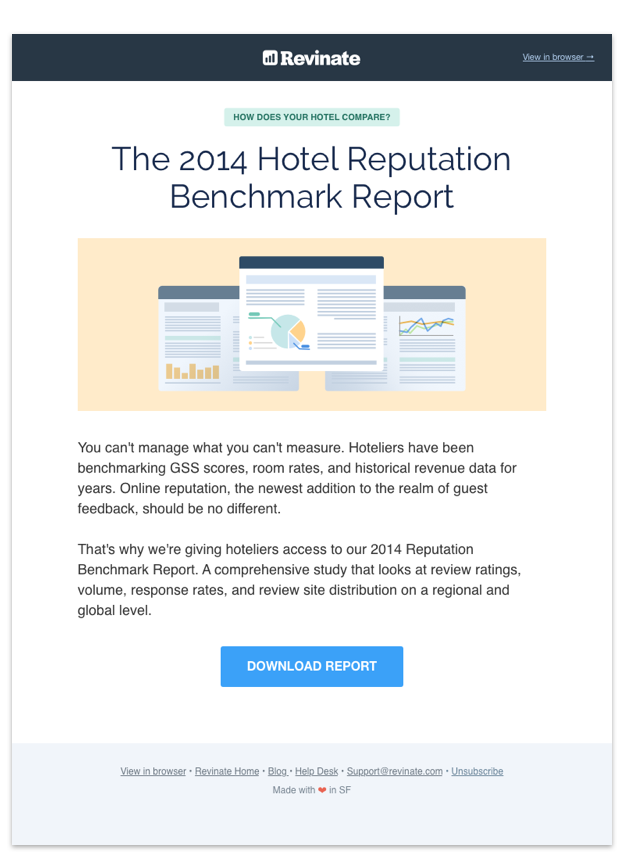 Revinate
View in browser →
HOW DOES YOUR HOTEL COMPARE?
The 2014 Hotel Reputation
Benchmark Report
You can't manage what you can't measure. Hoteliers have been
benchmarking GSS scores, room rates, and historical revenue data for
years. Online reputation, the newest addition to the realm of guest
feedback, should be no different.
That's why we're giving hoteliers access to our 2014 Reputation
Benchmark Report. A comprehensive study that looks at review ratings,
volume, response rates, and review site distribution on a regional and
global level.
DOWNLOAD REPORT
View in browser • Revinate Home • Blog • Help Desk • Support@revinate.com • Unsubscribe
Made with ❤ in SF